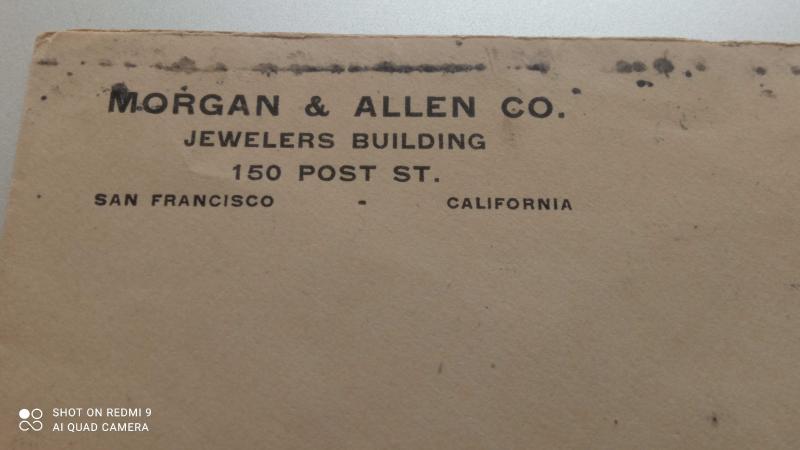 MORGAN & ALLEN CO.
JEWELERS BUILDING
150 POST ST.
SAN FRANCISCO - CALIFORNIA
SHOT ON REDMI 9
AI QUAD CAMERA